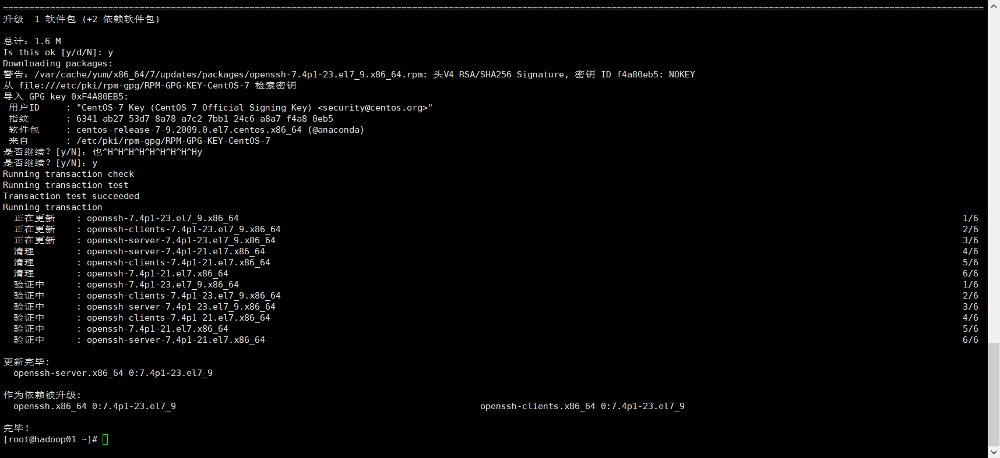 ================================================================================
升级  1 软件包 (+2 依赖软件包)
总计：1.6 M
Is this ok [y/d/N]: y
Downloading packages:
警告：/var/cache/yum/x86_64/7/updates/packages/openssh-7.4p1-23.el7_9.x86_64.rpm: 头V4 RSA/SHA256 Signature, 密钥 ID f4a80eb5: NOKEY
从 file:///etc/pki/rpm-gpg/RPM-GPG-KEY-CentOS-7 检索密钥
导入 GPG key 0xF4A80EB5:
 用户ID     : "CentOS-7 Key (CentOS 7 Official Signing Key) <security@centos.org>"
 指纹       : 6341 ab27 53d7 8a78 a7c2 7bb1 24c6 a8a7 f4a8 0eb5
 软件包     : centos-release-7-9.2009.0.el7.centos.x86_64 (@anaconda)
 来自       : /etc/pki/rpm-gpg/RPM-GPG-KEY-CentOS-7
是否继续？[y/N]：也^H^H^H^H^H^H^H^H^Hy
是否继续？[y/N]：y
Running transaction check
Running transaction test
Transaction test succeeded
Running transaction
  正在更新    : openssh-7.4p1-23.el7_9.x86_64 1/6
  正在更新    : openssh-clients-7.4p1-23.el7_9.x86_64 2/6
  正在更新    : openssh-server-7.4p1-23.el7_9.x86_64 3/6
  清理        : openssh-server-7.4p1-21.el7.x86_64 4/6
  清理        : openssh-clients-7.4p1-21.el7.x86_64 5/6
  清理        : openssh-7.4p1-21.el7.x86_64 6/6
  验证中      : openssh-7.4p1-23.el7_9.x86_64 1/6
  验证中      : openssh-clients-7.4p1-23.el7_9.x86_64 2/6
  验证中      : openssh-server-7.4p1-23.el7_9.x86_64 3/6
  验证中      : openssh-clients-7.4p1-21.el7.x86_64 4/6
  验证中      : openssh-7.4p1-21.el7.x86_64 5/6
  验证中      : openssh-server-7.4p1-21.el7.x86_64 6/6
更新完毕:
  openssh-server.x86_64 0:7.4p1-23.el7_9
作为依赖被升级:
  openssh.x86_64 0:7.4p1-23.el7_9 openssh-clients.x86_64 0:7.4p1-23.el7_9
完毕！
[root@hadoop01 ~]#